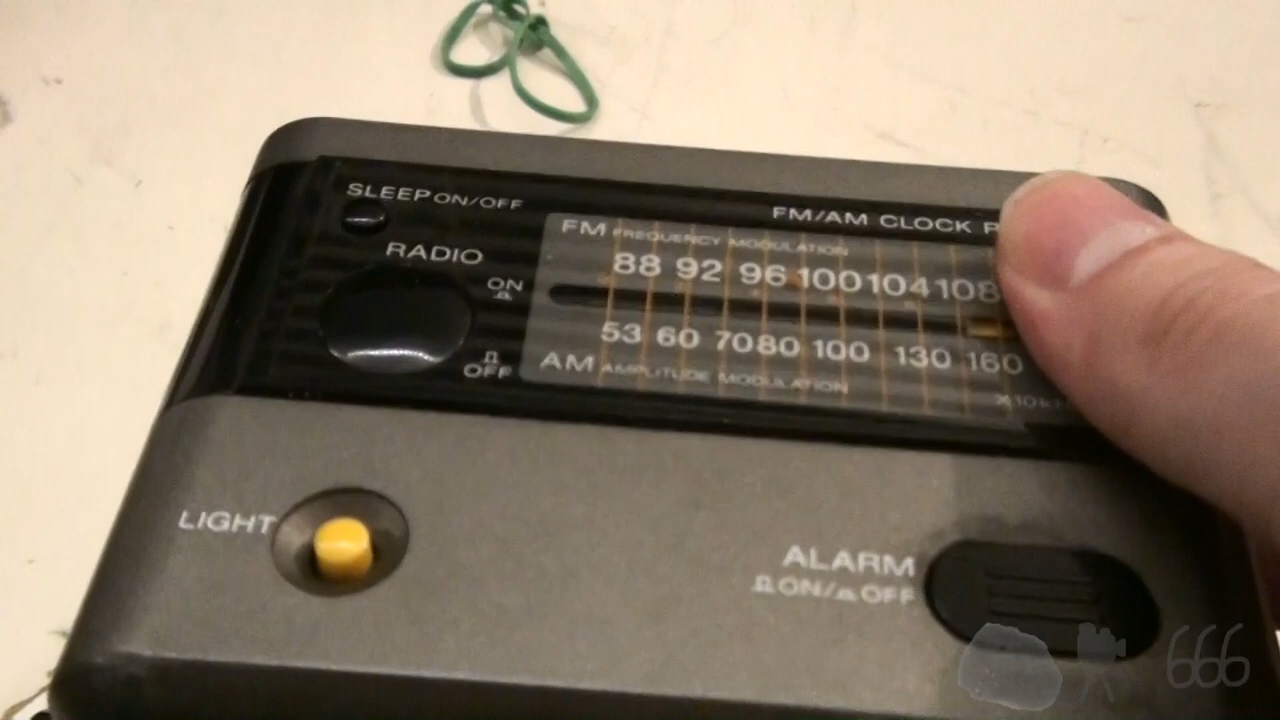 SLEEP ON/OFF
FM/AM CLOCK
RADIO
ON
OFF
FM FREQUENCY MODULATION
88 92 96 100 104 108
53 60 70 80 100 130 160
AM AMPLITUDE MODULATION
LIGHT
ALARM
ON/OFF
666